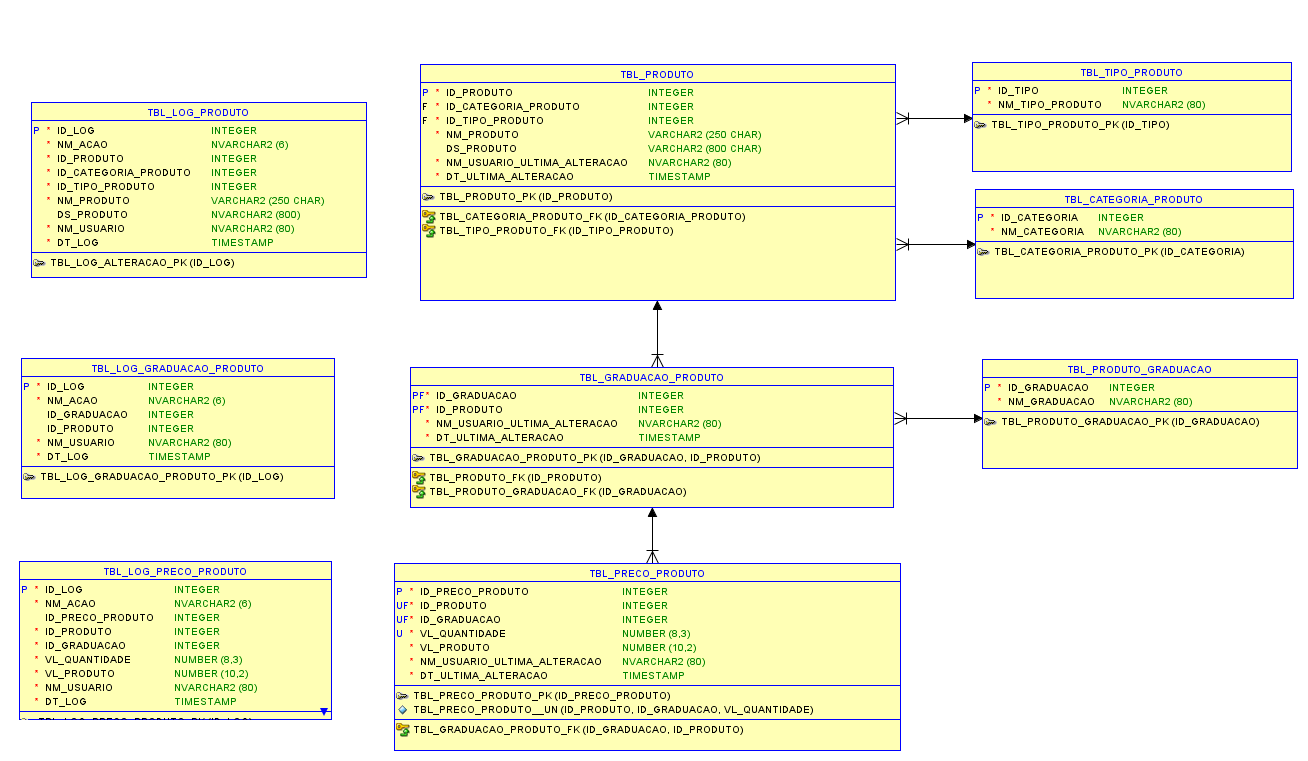 TBL_LOG_PRODUTO
P * ID_LOG INTEGER
* NM_ACAO NVARCHAR2 (6)
* ID_PRODUTO INTEGER
* ID_CATEGORIA_PRODUTO INTEGER
* ID_TIPO_PRODUTO INTEGER
* NM_PRODUTO VARCHAR2 (250 CHAR)
DS_PRODUTO NVARCHAR2 (800)
* NM_USUARIO NVARCHAR2 (80)
* DT_LOG TIMESTAMP
TBL_LOG_ALTERACAO_PK (ID_LOG)
TBL_PRODUTO
P * ID_PRODUTO INTEGER
F * ID_CATEGORIA_PRODUTO INTEGER
F * ID_TIPO_PRODUTO INTEGER
* NM_PRODUTO VARCHAR2 (250 CHAR)
DS_PRODUTO VARCHAR2 (800 CHAR)
* NM_USUARIO_ULTIMA_ALTERACAO NVARCHAR2 (80)
* DT_ULTIMA_ALTERACAO TIMESTAMP
TBL_PRODUTO_PK (ID_PRODUTO)
TBL_CATEGORIA_PRODUTO_FK (ID_CATEGORIA_PRODUTO)
TBL_TIPO_PRODUTO_FK (ID_TIPO_PRODUTO)
TBL_TIPO_PRODUTO
P * ID_TIPO INTEGER
* NM_TIPO_PRODUTO NVARCHAR2 (80)
TBL_TIPO_PRODUTO_PK (ID_TIPO)
TBL_CATEGORIA_PRODUTO
P * ID_CATEGORIA INTEGER
* NM_CATEGORIA NVARCHAR2 (80)
TBL_CATEGORIA_PRODUTO_PK (ID_CATEGORIA)
TBL_LOG_GRADUACAO_PRODUTO
P * ID_LOG INTEGER
* NM_ACAO NVARCHAR2 (6)
ID_GRADUACAO INTEGER
ID_PRODUTO INTEGER
* NM_USUARIO NVARCHAR2 (80)
* DT_LOG TIMESTAMP
TBL_LOG_GRADUACAO_PRODUTO_PK (ID_LOG)
TBL_GRADUACAO_PRODUTO
PF* ID_GRADUACAO INTEGER
PF* ID_PRODUTO INTEGER
* NM_USUARIO_ULTIMA_ALTERACAO NVARCHAR2 (80)
* DT_ULTIMA_ALTERACAO TIMESTAMP
TBL_GRADUACAO_PRODUTO_PK (ID_GRADUACAO, ID_PRODUTO)
TBL_PRODUTO_FK (ID_PRODUTO)
TBL_PRODUTO_GRADUACAO_FK (ID_GRADUACAO)
TBL_PRODUTO_GRADUACAO
P * ID_GRADUACAO INTEGER
* NM_GRADUACAO NVARCHAR2 (80)
TBL_PRODUTO_GRADUACAO_PK (ID_GRADUACAO)
TBL_LOG_PRECO_PRODUTO
P * ID_LOG INTEGER
* NM_ACAO NVARCHAR2 (6)
ID_PRECO_PRODUTO INTEGER
* ID_PRODUTO INTEGER
* ID_GRADUACAO INTEGER
* VL_QUANTIDADE NUMBER (8,3)
* VL_PRODUTO NUMBER (10,2)
* NM_USUARIO NVARCHAR2 (80)
* DT_LOG TIMESTAMP
TBL_PRECO_PRODUTO
P * ID_PRECO_PRODUTO INTEGER
UF* ID_PRODUTO INTEGER
UF* ID_GRADUACAO INTEGER
U * VL_QUANTIDADE NUMBER (8,3)
* VL_PRODUTO NUMBER (10,2)
* NM_USUARIO_ULTIMA_ALTERACAO NVARCHAR2 (80)
* DT_ULTIMA_ALTERACAO TIMESTAMP
TBL_PRECO_PRODUTO_PK (ID_PRECO_PRODUTO)
TBL_PRECO_PRODUTO__UN (ID_PRODUTO, ID_GRADUACAO, VL_QUANTIDADE)
TBL_GRADUACAO_PRODUTO_FK (ID_GRADUACAO, ID_PRODUTO)